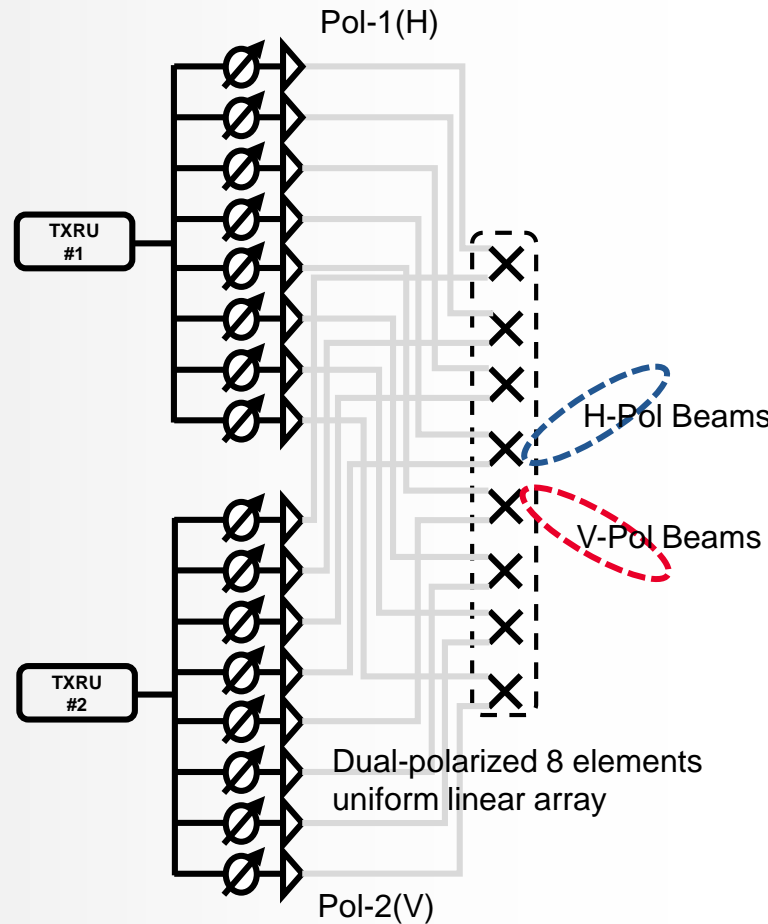 Pol-1(H)
TXRU
#1
H-Pol Beams
V-Pol Beams
TXRU
#2
Dual-polarized 8 elements
uniform linear array
Pol-2(V)